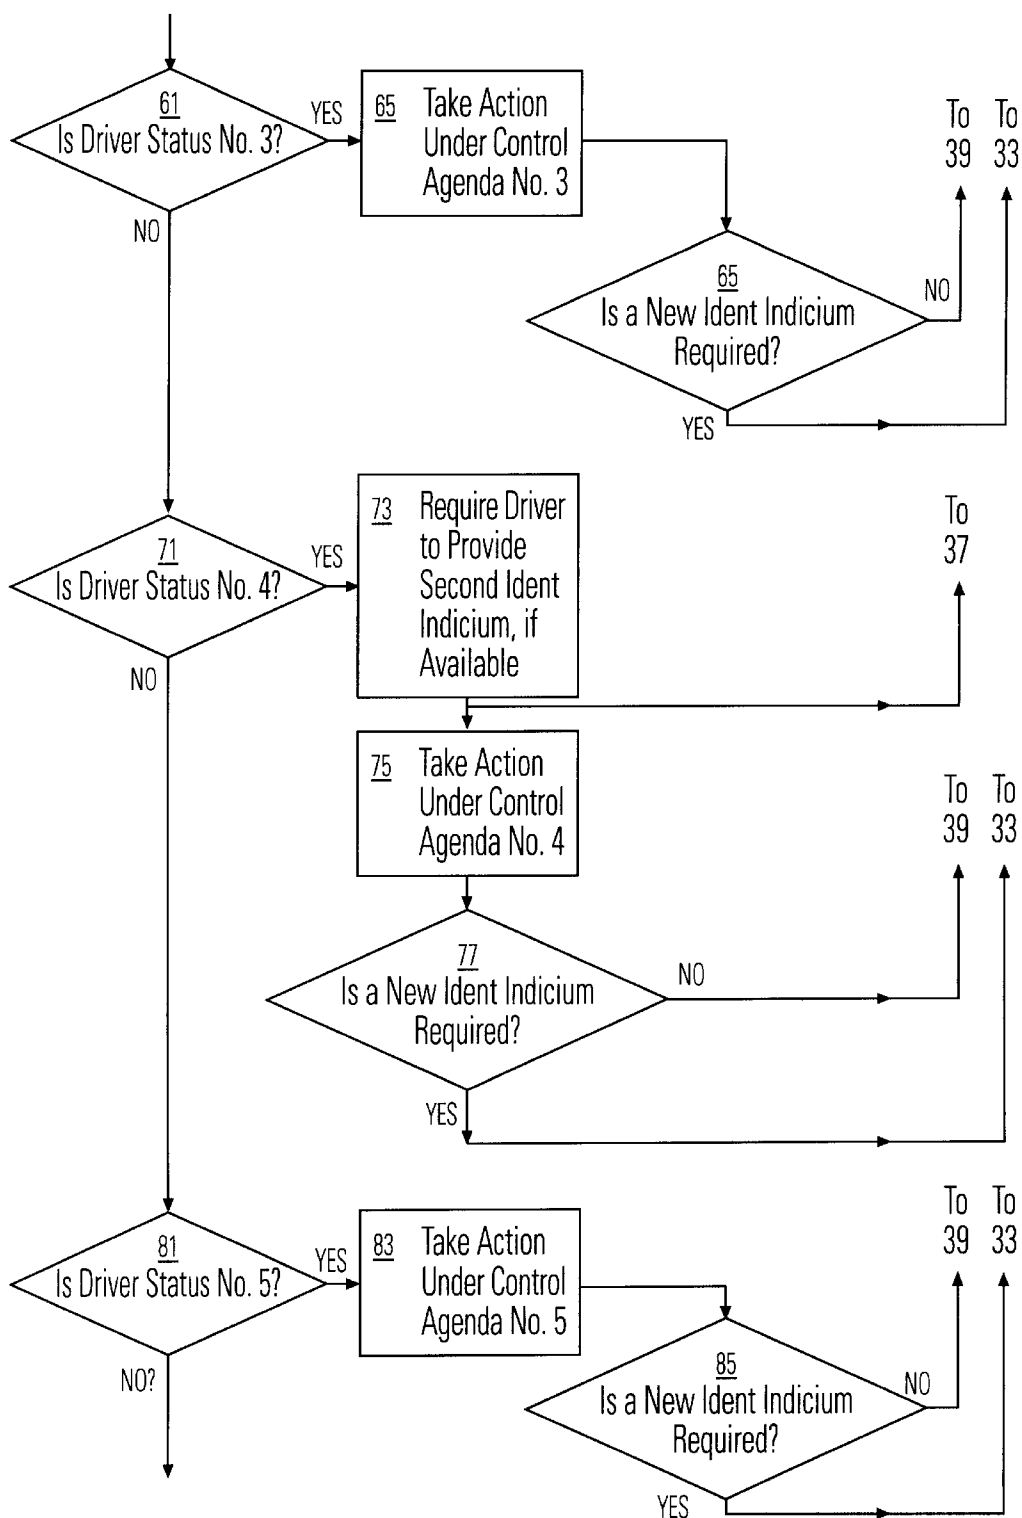 61
Is Driver Status No. 3?
YES
NO
65 Take Action
Under Control
Agenda No. 3
65
Is a New Ident Indicium
Required?
NO
YES
To To
39 33
71
Is Driver Status No. 4?
YES
NO
73 Require Driver
to Provide
Second Ident
Indicium, if
Available
To
37
75 Take Action
Under Control
Agenda No. 4
77
Is a New Ident Indicium
Required?
NO
YES
To To
39 33
81
Is Driver Status No. 5?
YES
NO?
83 Take Action
Under Control
Agenda No. 5
85
Is a New Ident Indicium
Required?
NO
YES
To To
39 33